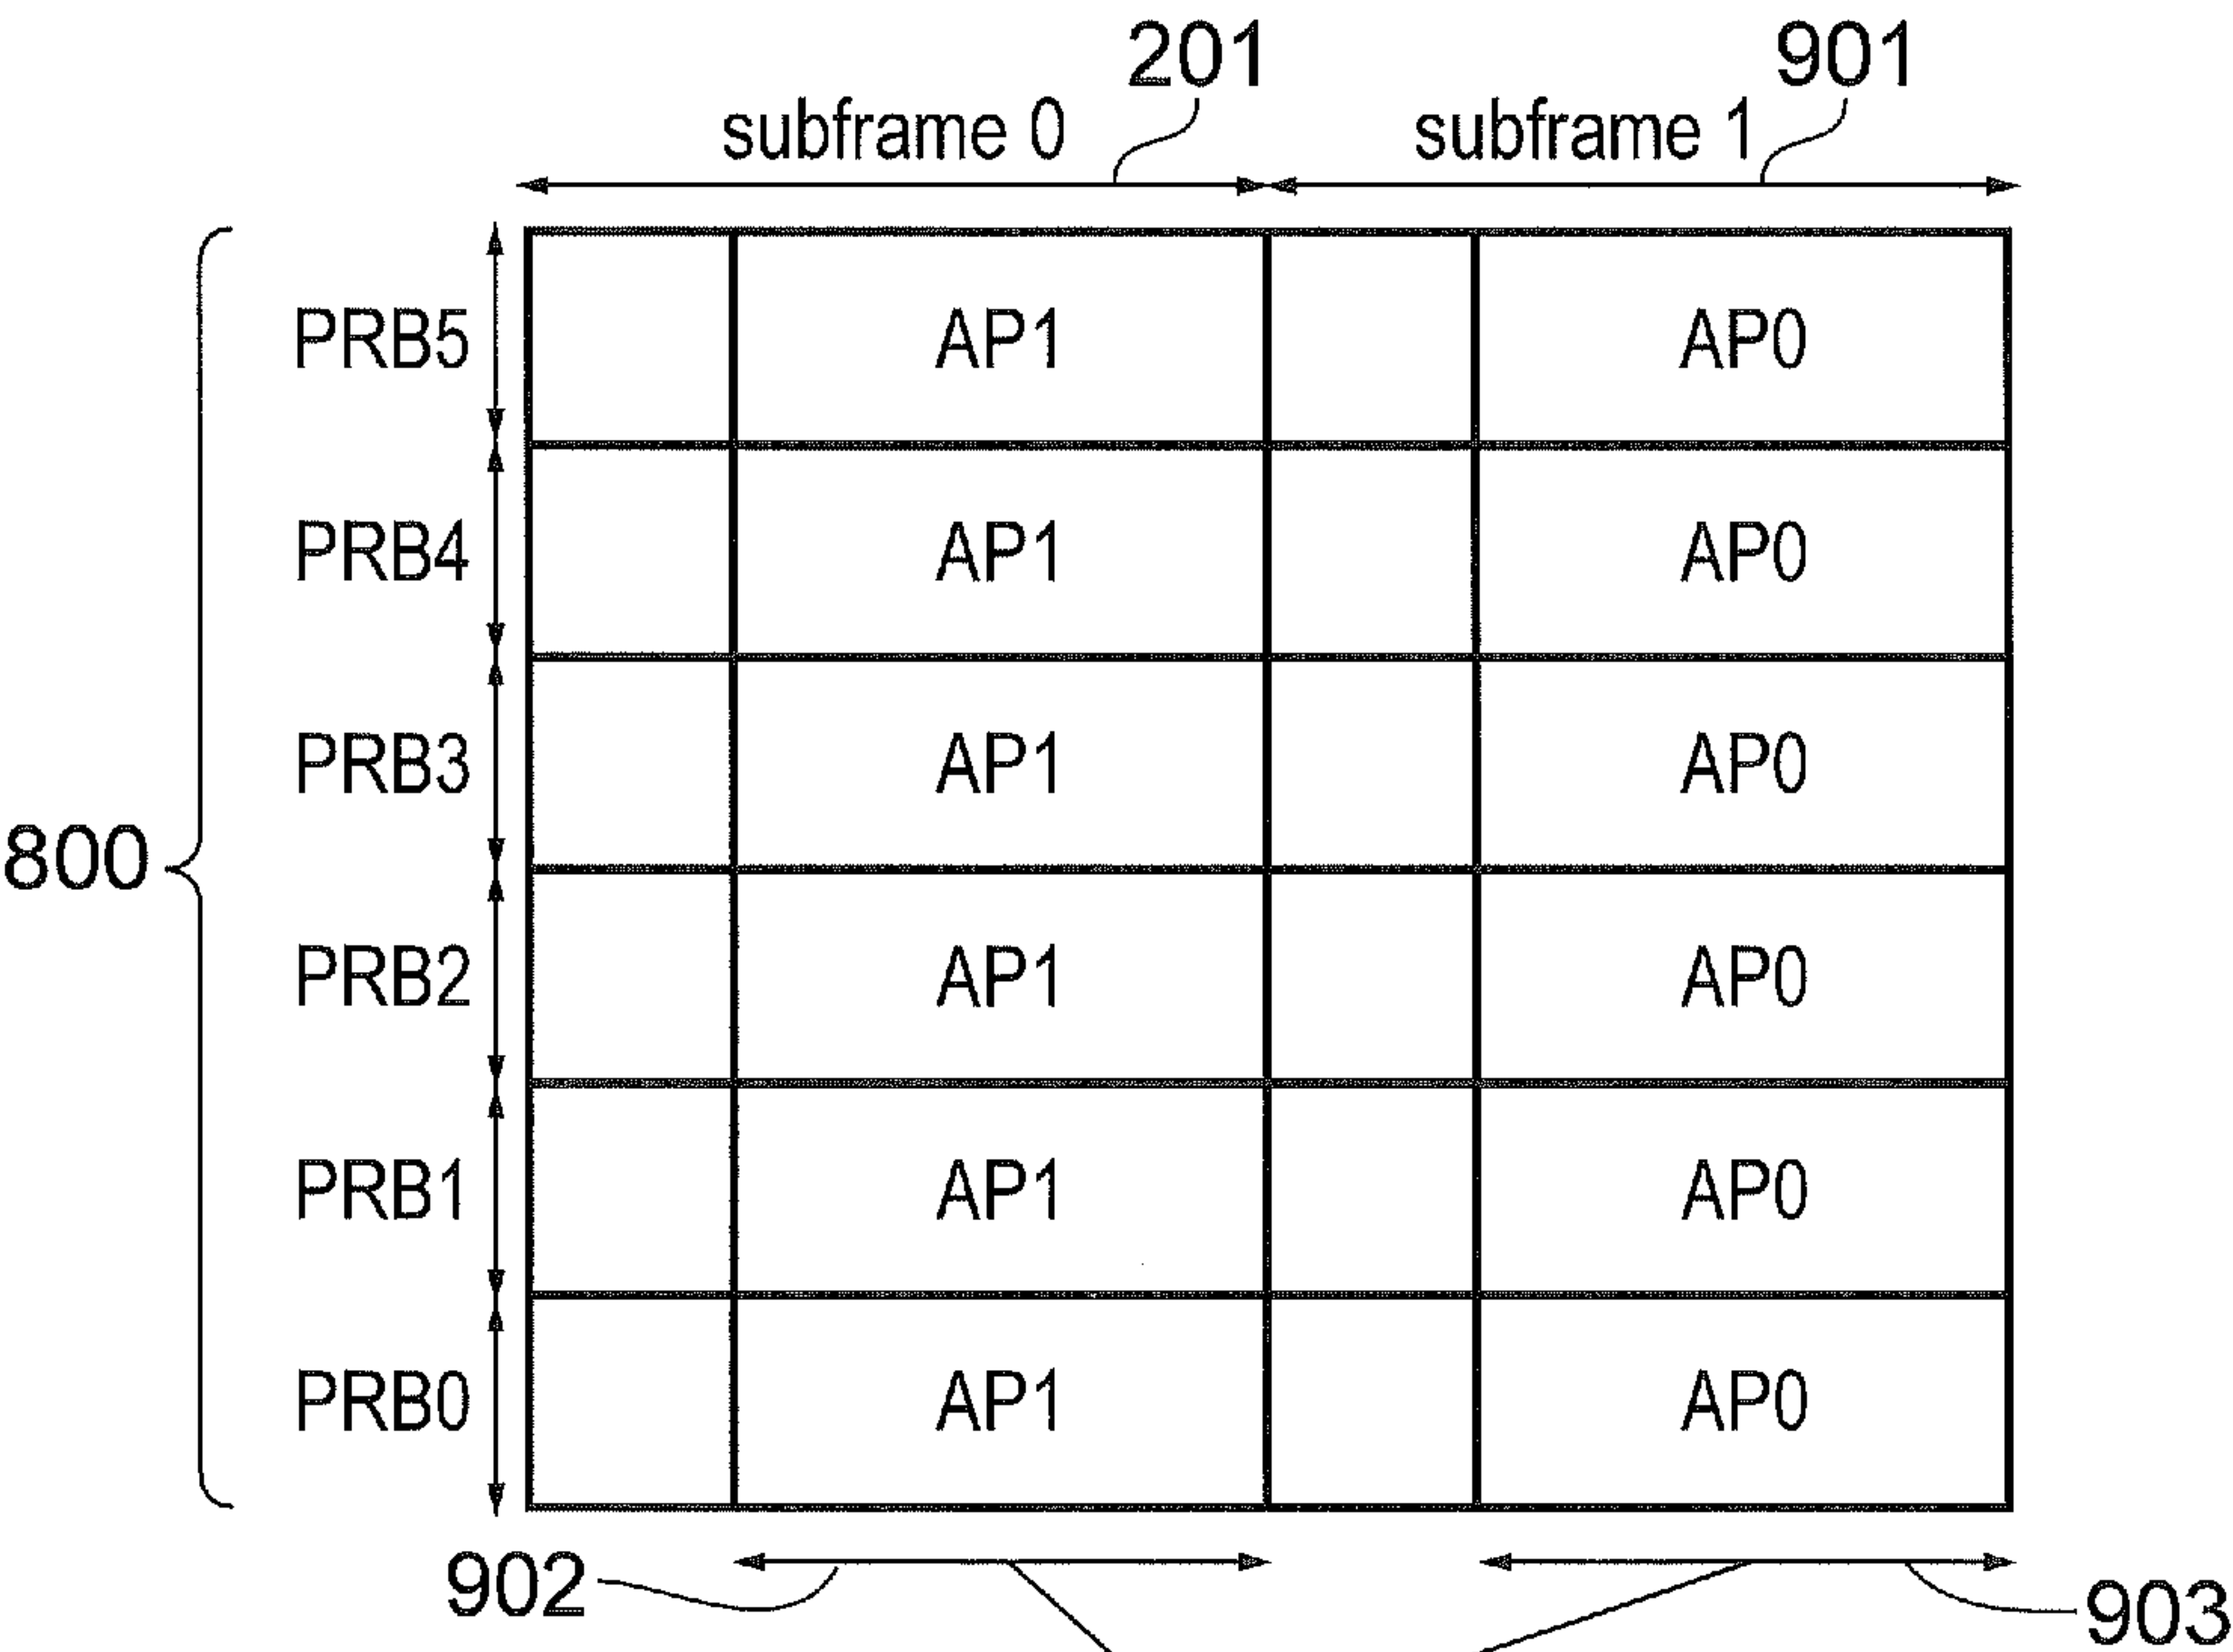 201 901
subframe 0 subframe 1
PRB5 AP1 AP0
PRB4 AP1 AP0
PRB3 AP1 AP0
800
PRB2 AP1 AP0
PRB1 AP1 AP0
PRB0 AP1 AP0
902 903